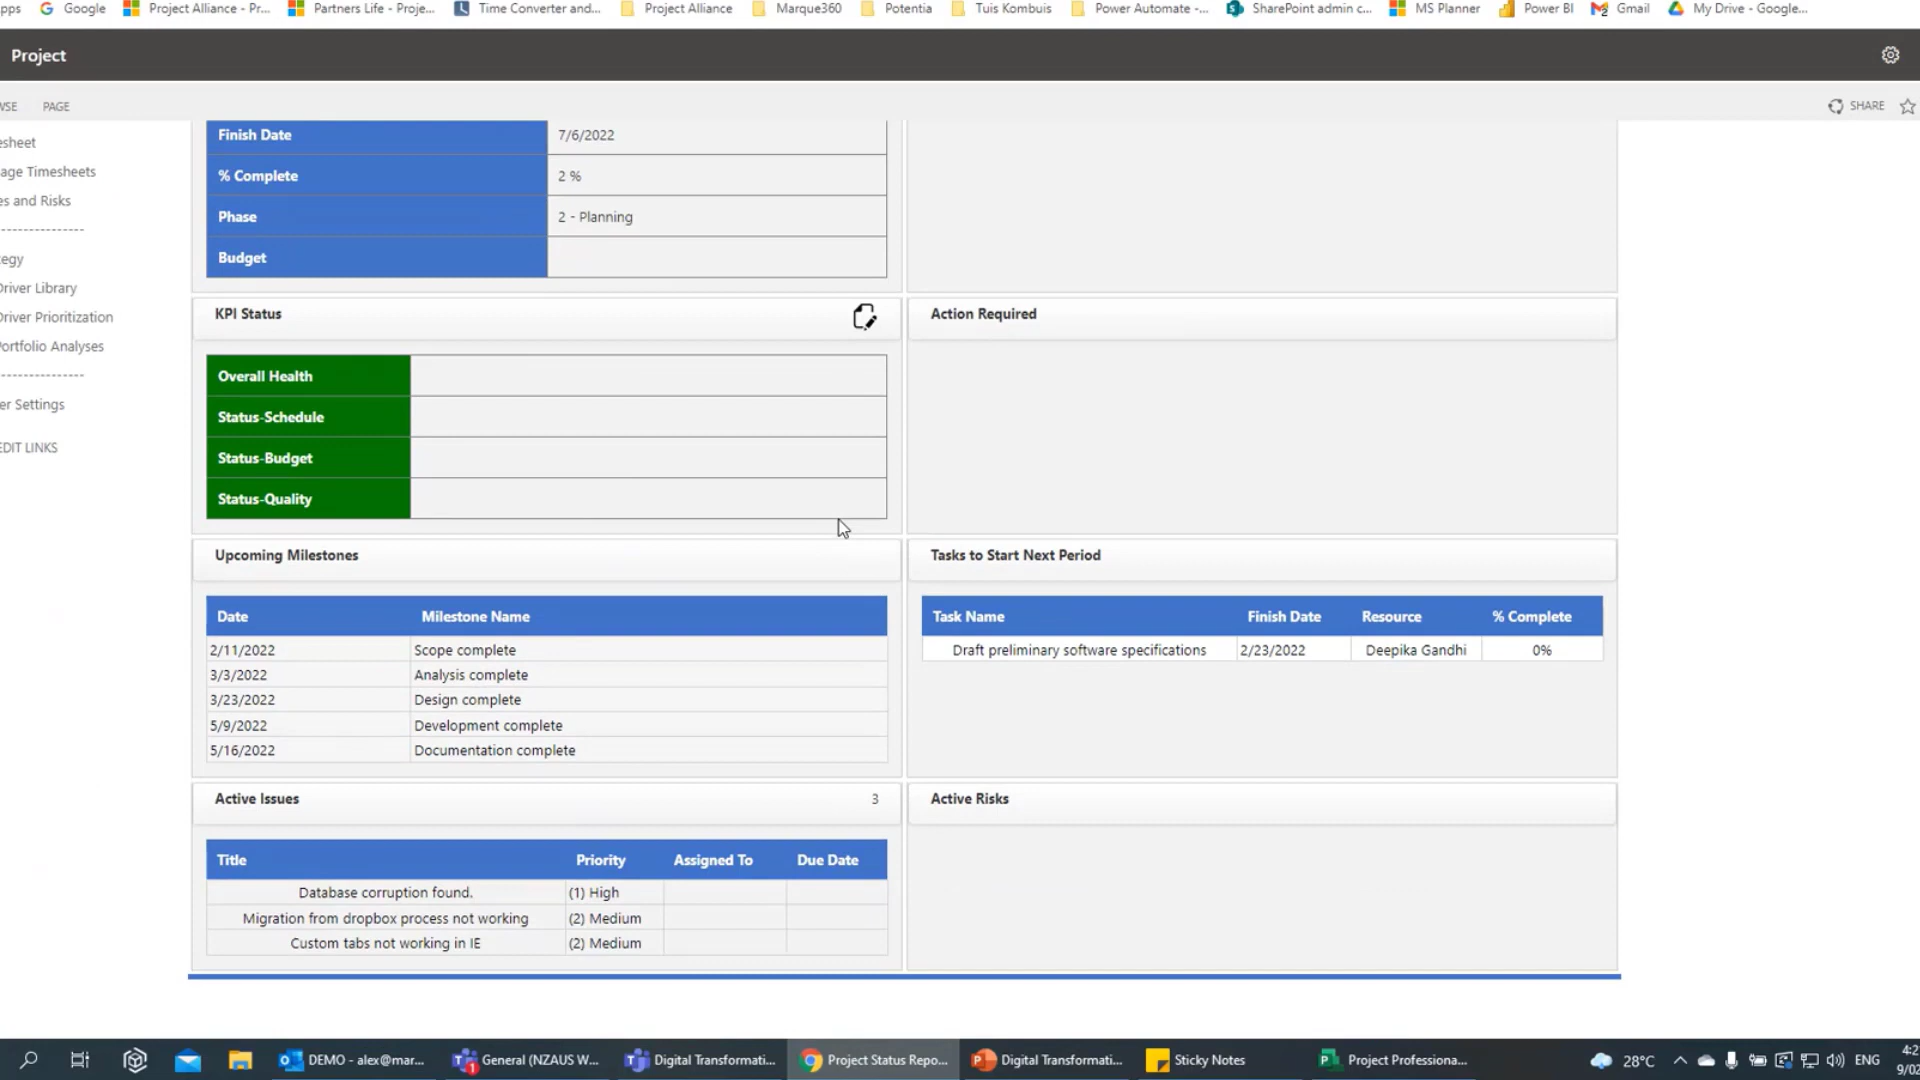 pps Google Project Alliance - Pr... Partners Life - Proje... Time Converter and... Project Alliance Marque360 Potentia Tuis Kombuis Power Automate -... SharePoint admin c... MS Planner Power BI Gmail My Drive - Google...
Project
WSE PAGE SHARE
esheet
age Timesheets
es and Risks
----------------
egy
Driver Library
Driver Prioritization
Portfolio Analyses
----------------
er Settings
EDIT LINKS
Finish Date 7/6/2022
% Complete 2 %
Phase 2 - Planning
Budget
KPI Status
Overall Health
Status-Schedule
Status-Budget
Status-Quality
Action Required
Upcoming Milestones
Date Milestone Name
2/11/2022 Scope complete
3/3/2022 Analysis complete
3/23/2022 Design complete
5/9/2022 Development complete
5/16/2022 Documentation complete
Tasks to Start Next Period
Task Name Finish Date Resource % Complete
Draft preliminary software specifications 2/23/2022 Deepika Gandhi 0%
Active Issues 3
Title Priority Assigned To Due Date
Database corruption found. (1) High
Migration from dropbox process not working (2) Medium
Custom tabs not working in IE (2) Medium
Active Risks
DEMO - alex@mar... General (NZAUS W... Digital Transformati... Project Status Repo... Digital Transformati... Sticky Notes Project Professiona... 28°C ENG
4:2
9/02